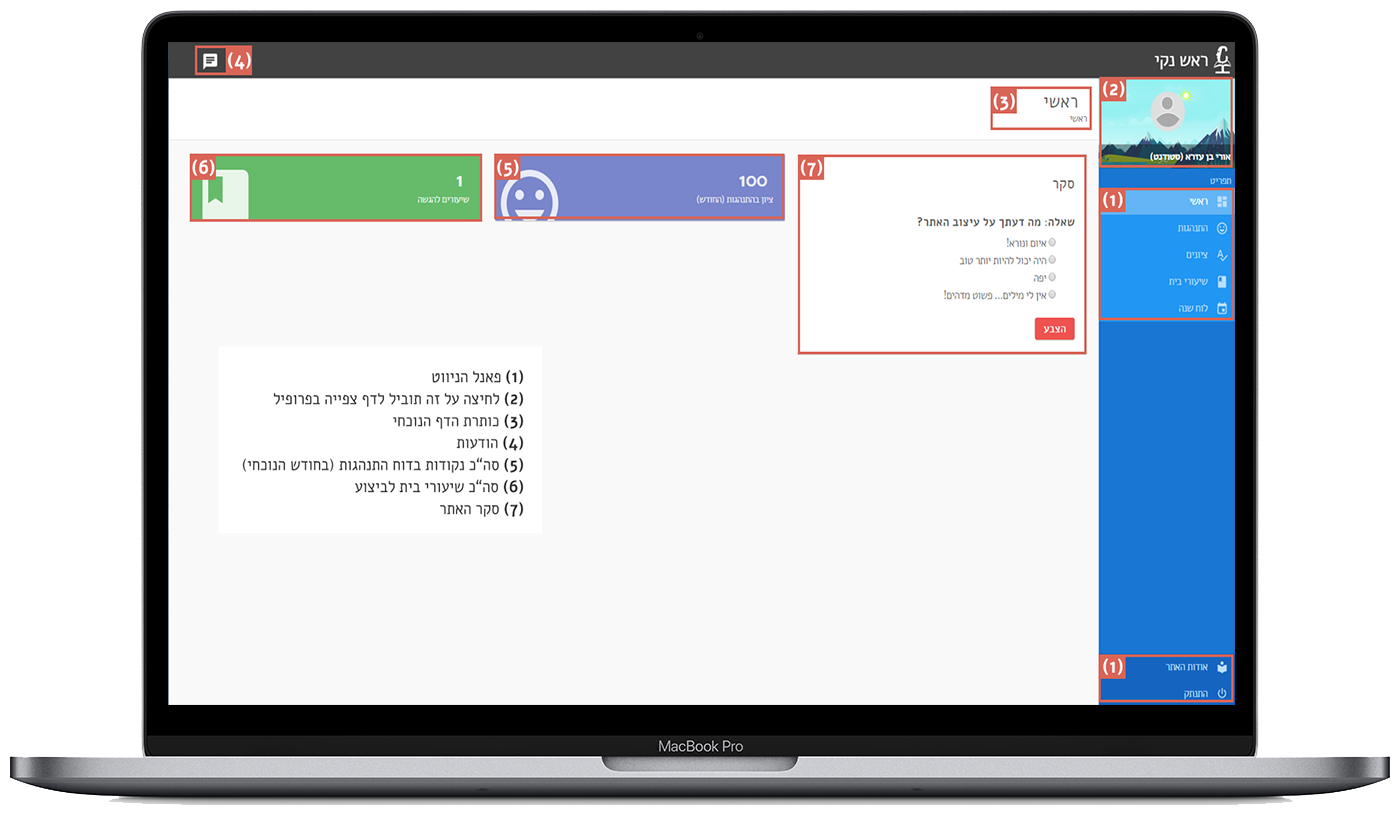 ראש נקי
(4)
(2)
אורי בן עזרא (סטודנט)
תפריט
(1)
ראשי
התנהגות
ציונים
שיעורי בית
לוח שנה
(1)
אודות האתר
התנתק
(3) ראשי
ראשי
(7)
סקר
שאלה: מה דעתך על עיצוב האתר?
איום ונורא!
היה יכול להיות יותר טוב
יפה
אין לי מילים... פשוט מדהים!
הצבע
(5)
100
ציון בהתנהגות (החודש)
(6)
1
שיעורים להגשה
(1) פאנל הניווט
(2) לחיצה על זה תוביל לדף צפייה בפרופיל
(3) כותרת הדף הנוכחי
(4) הודעות
(5) סה"כ נקודות בדוח התנהגות (בחודש הנוכחי)
(6) סה"כ שיעורי בית לביצוע
(7) סקר האתר
MacBook Pro